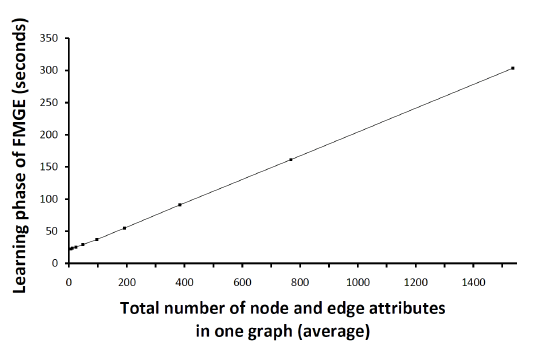 Learning phase of FMGE (seconds)
350
300
250
200
150
100
50
0
0 200 400 600 800 1000 1200 1400
Total number of node and edge attributes
in one graph (average)